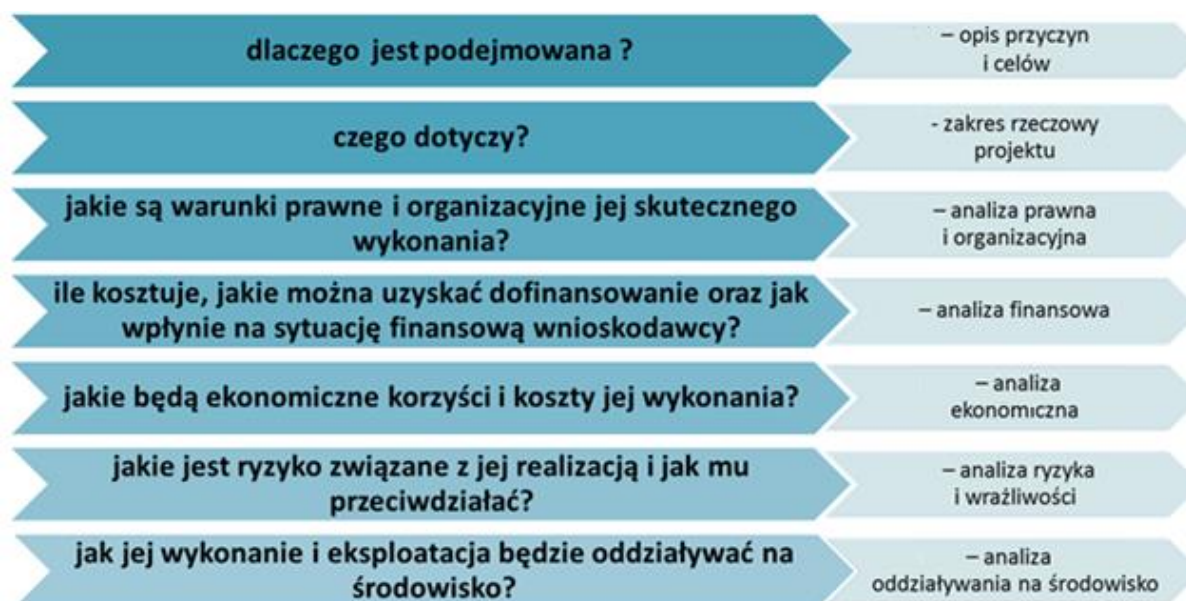 dlaczego jest podejmowana ?
– opis przyczyn
i celów
czego dotyczy?
- zakres rzeczowy
projektu
jakie są warunki prawne i organizacyjne jej skutecznego
wykonania?
– analiza prawna
i organizacyjna
ile kosztuje, jakie można uzyskać dofinansowanie oraz jak
wpłynie na sytuację finansową wnioskodawcy?
– analiza finansowa
jakie będą ekonomiczne korzyści i koszty jej wykonania?
– analiza
ekonomiczna
jakie jest ryzyko związane z jej realizacją i jak mu
przeciwdziałać?
– analiza ryzyka
i wrażliwości
jak jej wykonanie i eksploatacja będzie oddziaływać na
środowisko?
– analiza
oddziaływania na środowisko